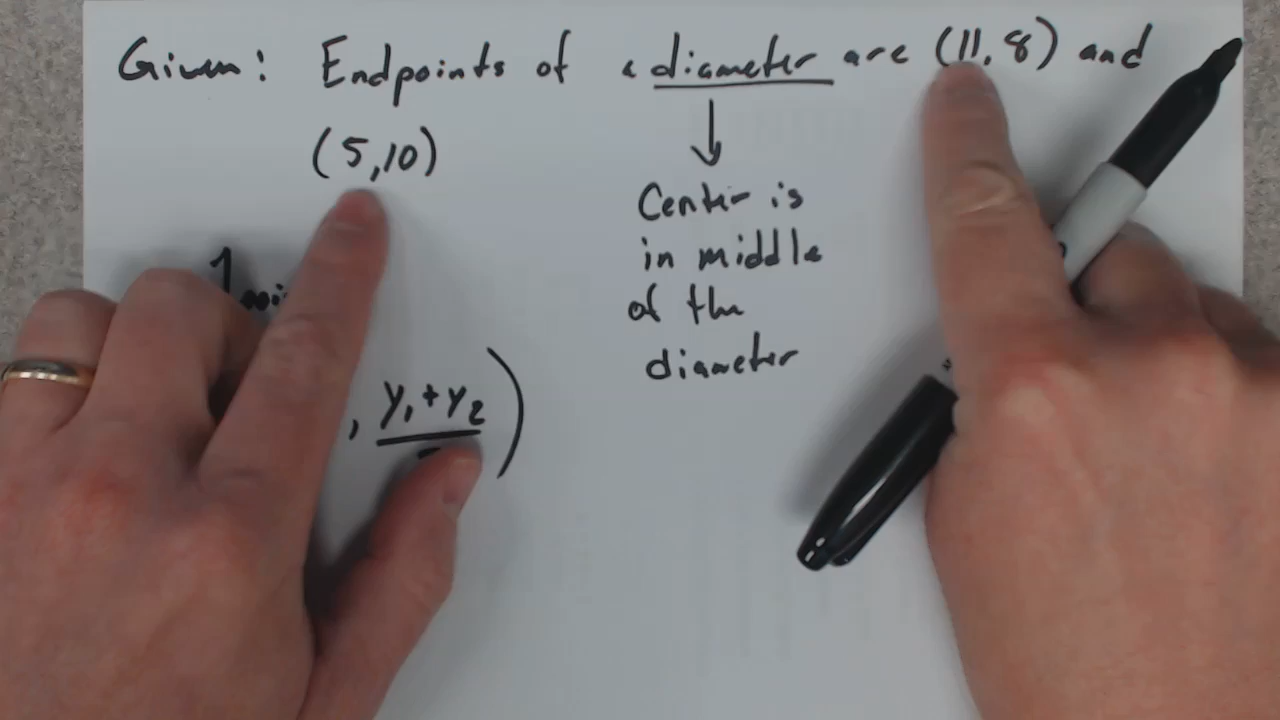 Given: Endpoints of a diameter are (11, 8) and
(5, 10)
Center is
in middle
of the
diameter
, y₁ + y₂ )